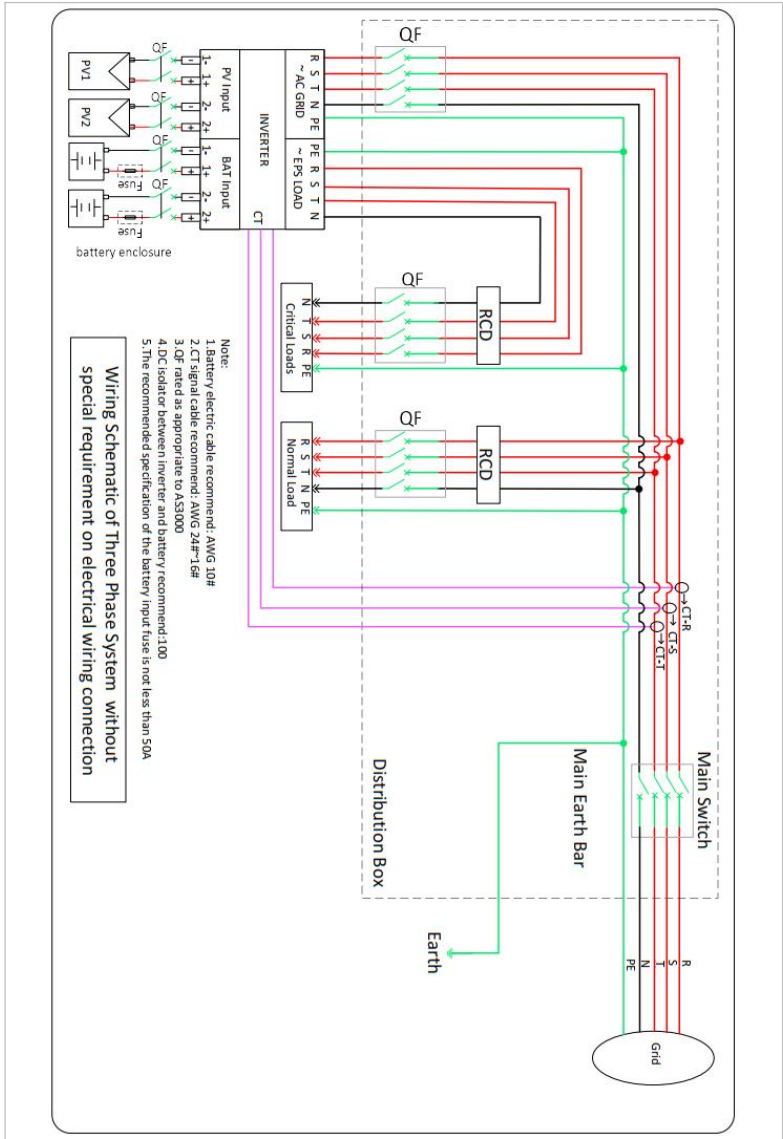 Wiring Schematic of Three Phase System without
special requirement on electrical wiring connection
Note:
1.Battery electric cable recommend: AWG 10#
2.CT signal cable recommend: AWG 24#~16#
3.QF rated as appropriate to AS3000
4.DC isolator between inverter and battery recommend:100
5.The recommended specification of the battery input fuse is not less than 50A
PV1
PV2
QF
QF
QF
QF
Fuse
Fuse
battery enclosure
1-
1+
2-
2+
1-
1+
2-
2+
PV Input
BAT Input
INVERTER
CT
~ AC GRID
~ EPS LOAD
R
S
T
N
PE
PE
R
S
T
N
QF
QF
RCD
N
T
S
R
PE
Critical Loads
QF
RCD
R
S
T
N
PE
Normal Load
CT-R
CT-S
CT-T
Distribution Box
Main Earth Bar
Main Switch
Earth
R
S
T
N
PE
Grid